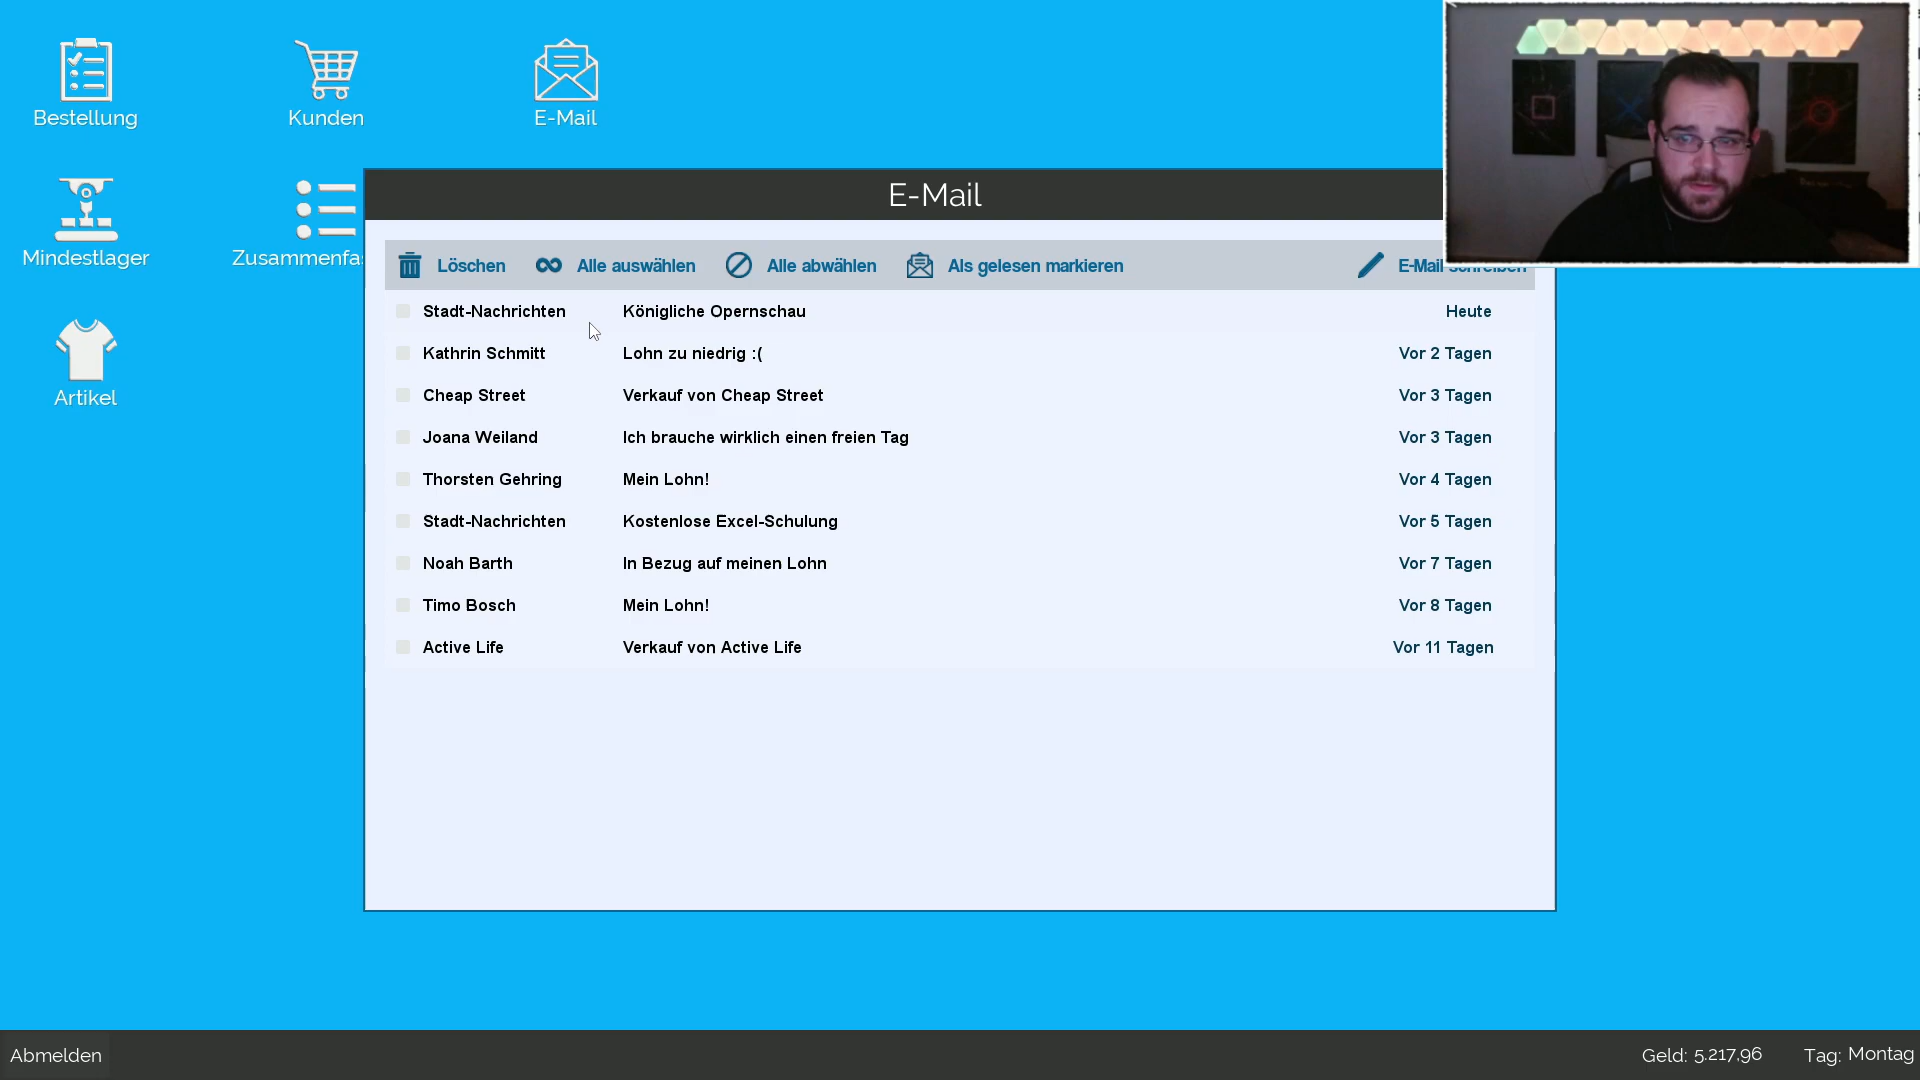 Bestellung
Kunden
E-Mail
Mindestlager
Zusammenfas
Artikel
E-Mail
Löschen
Alle auswählen
Alle abwählen
Als gelesen markieren
E-Mail schreiben
Stadt-Nachrichten Königliche Opernschau Heute
Kathrin Schmitt Lohn zu niedrig :( Vor 2 Tagen
Cheap Street Verkauf von Cheap Street Vor 3 Tagen
Joana Weiland Ich brauche wirklich einen freien Tag Vor 3 Tagen
Thorsten Gehring Mein Lohn! Vor 4 Tagen
Stadt-Nachrichten Kostenlose Excel-Schulung Vor 5 Tagen
Noah Barth In Bezug auf meinen Lohn Vor 7 Tagen
Timo Bosch Mein Lohn! Vor 8 Tagen
Active Life Verkauf von Active Life Vor 11 Tagen
Abmelden
Geld: 5.217,96
Tag: Montag